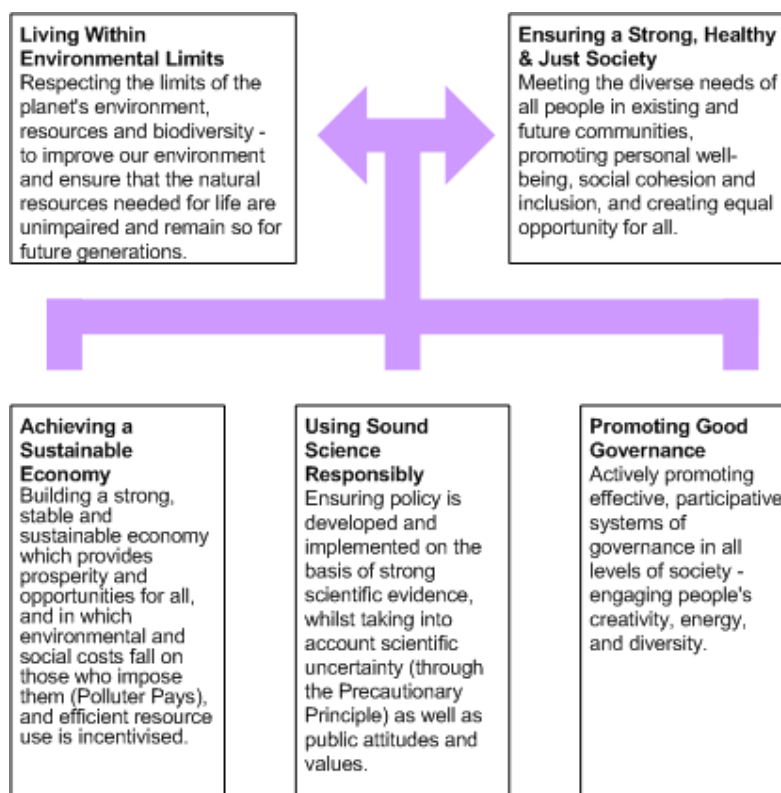 Living Within
Environmental Limits
Respecting the limits of the
planet's environment,
resources and biodiversity -
to improve our environment
and ensure that the natural
resources needed for life are
unimpaired and remain so for
future generations.
Ensuring a Strong, Healthy
& Just Society
Meeting the diverse needs of
all people in existing and
future communities,
promoting personal well-
being, social cohesion and
inclusion, and creating equal
opportunity for all.
Achieving a
Sustainable
Economy
Building a strong,
stable and
sustainable economy
which provides
prosperity and
opportunities for all,
and in which
environmental and
social costs fall on
those who impose
them (Polluter Pays),
and efficient resource
use is incentivised.
Using Sound
Science
Responsibly
Ensuring policy is
developed and
implemented on the
basis of strong
scientific evidence,
whilst taking into
account scientific
uncertainty (through
the Precautionary
Principle) as well as
public attitudes and
values.
Promoting Good
Governance
Actively promoting
effective, participative
systems of
governance in all
levels of society -
engaging people's
creativity, energy,
and diversity.